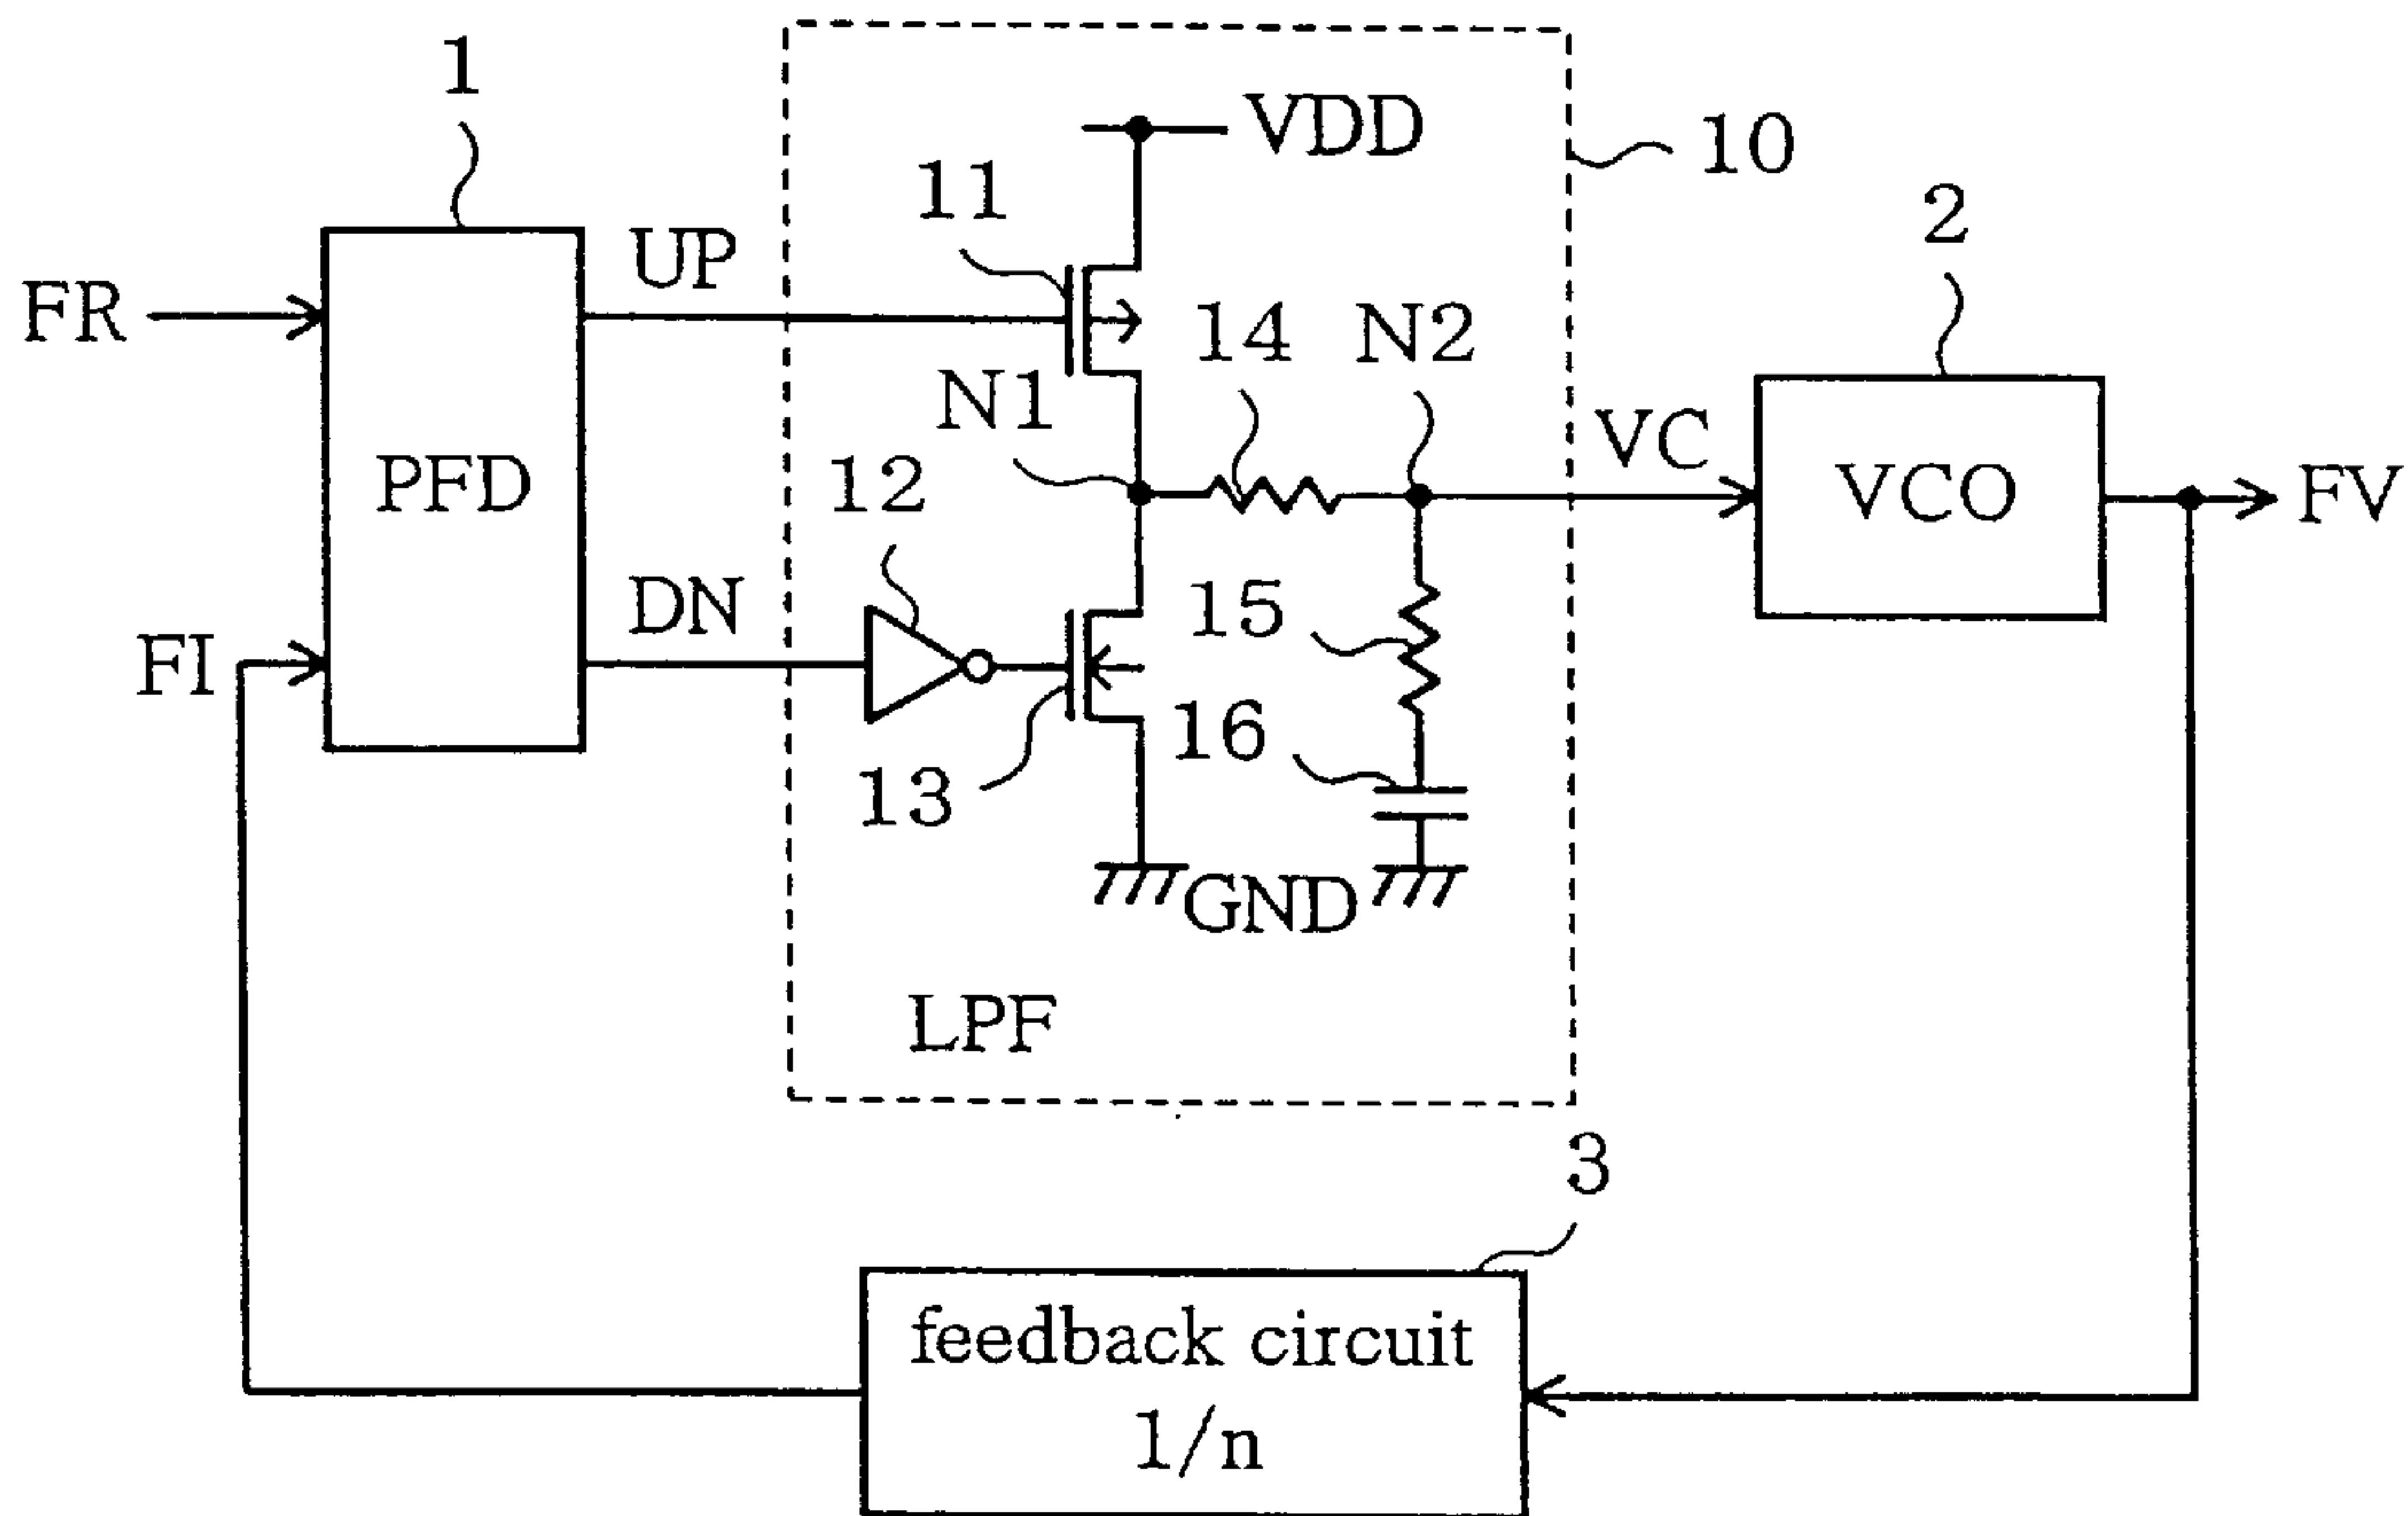 1
VDD
10
11
2
UP
FR
14
N2
N1
VC
PFD
12
VCO
FV
DN
15
FI
16
13
GND
LPF
3
feedback circuit
1/n